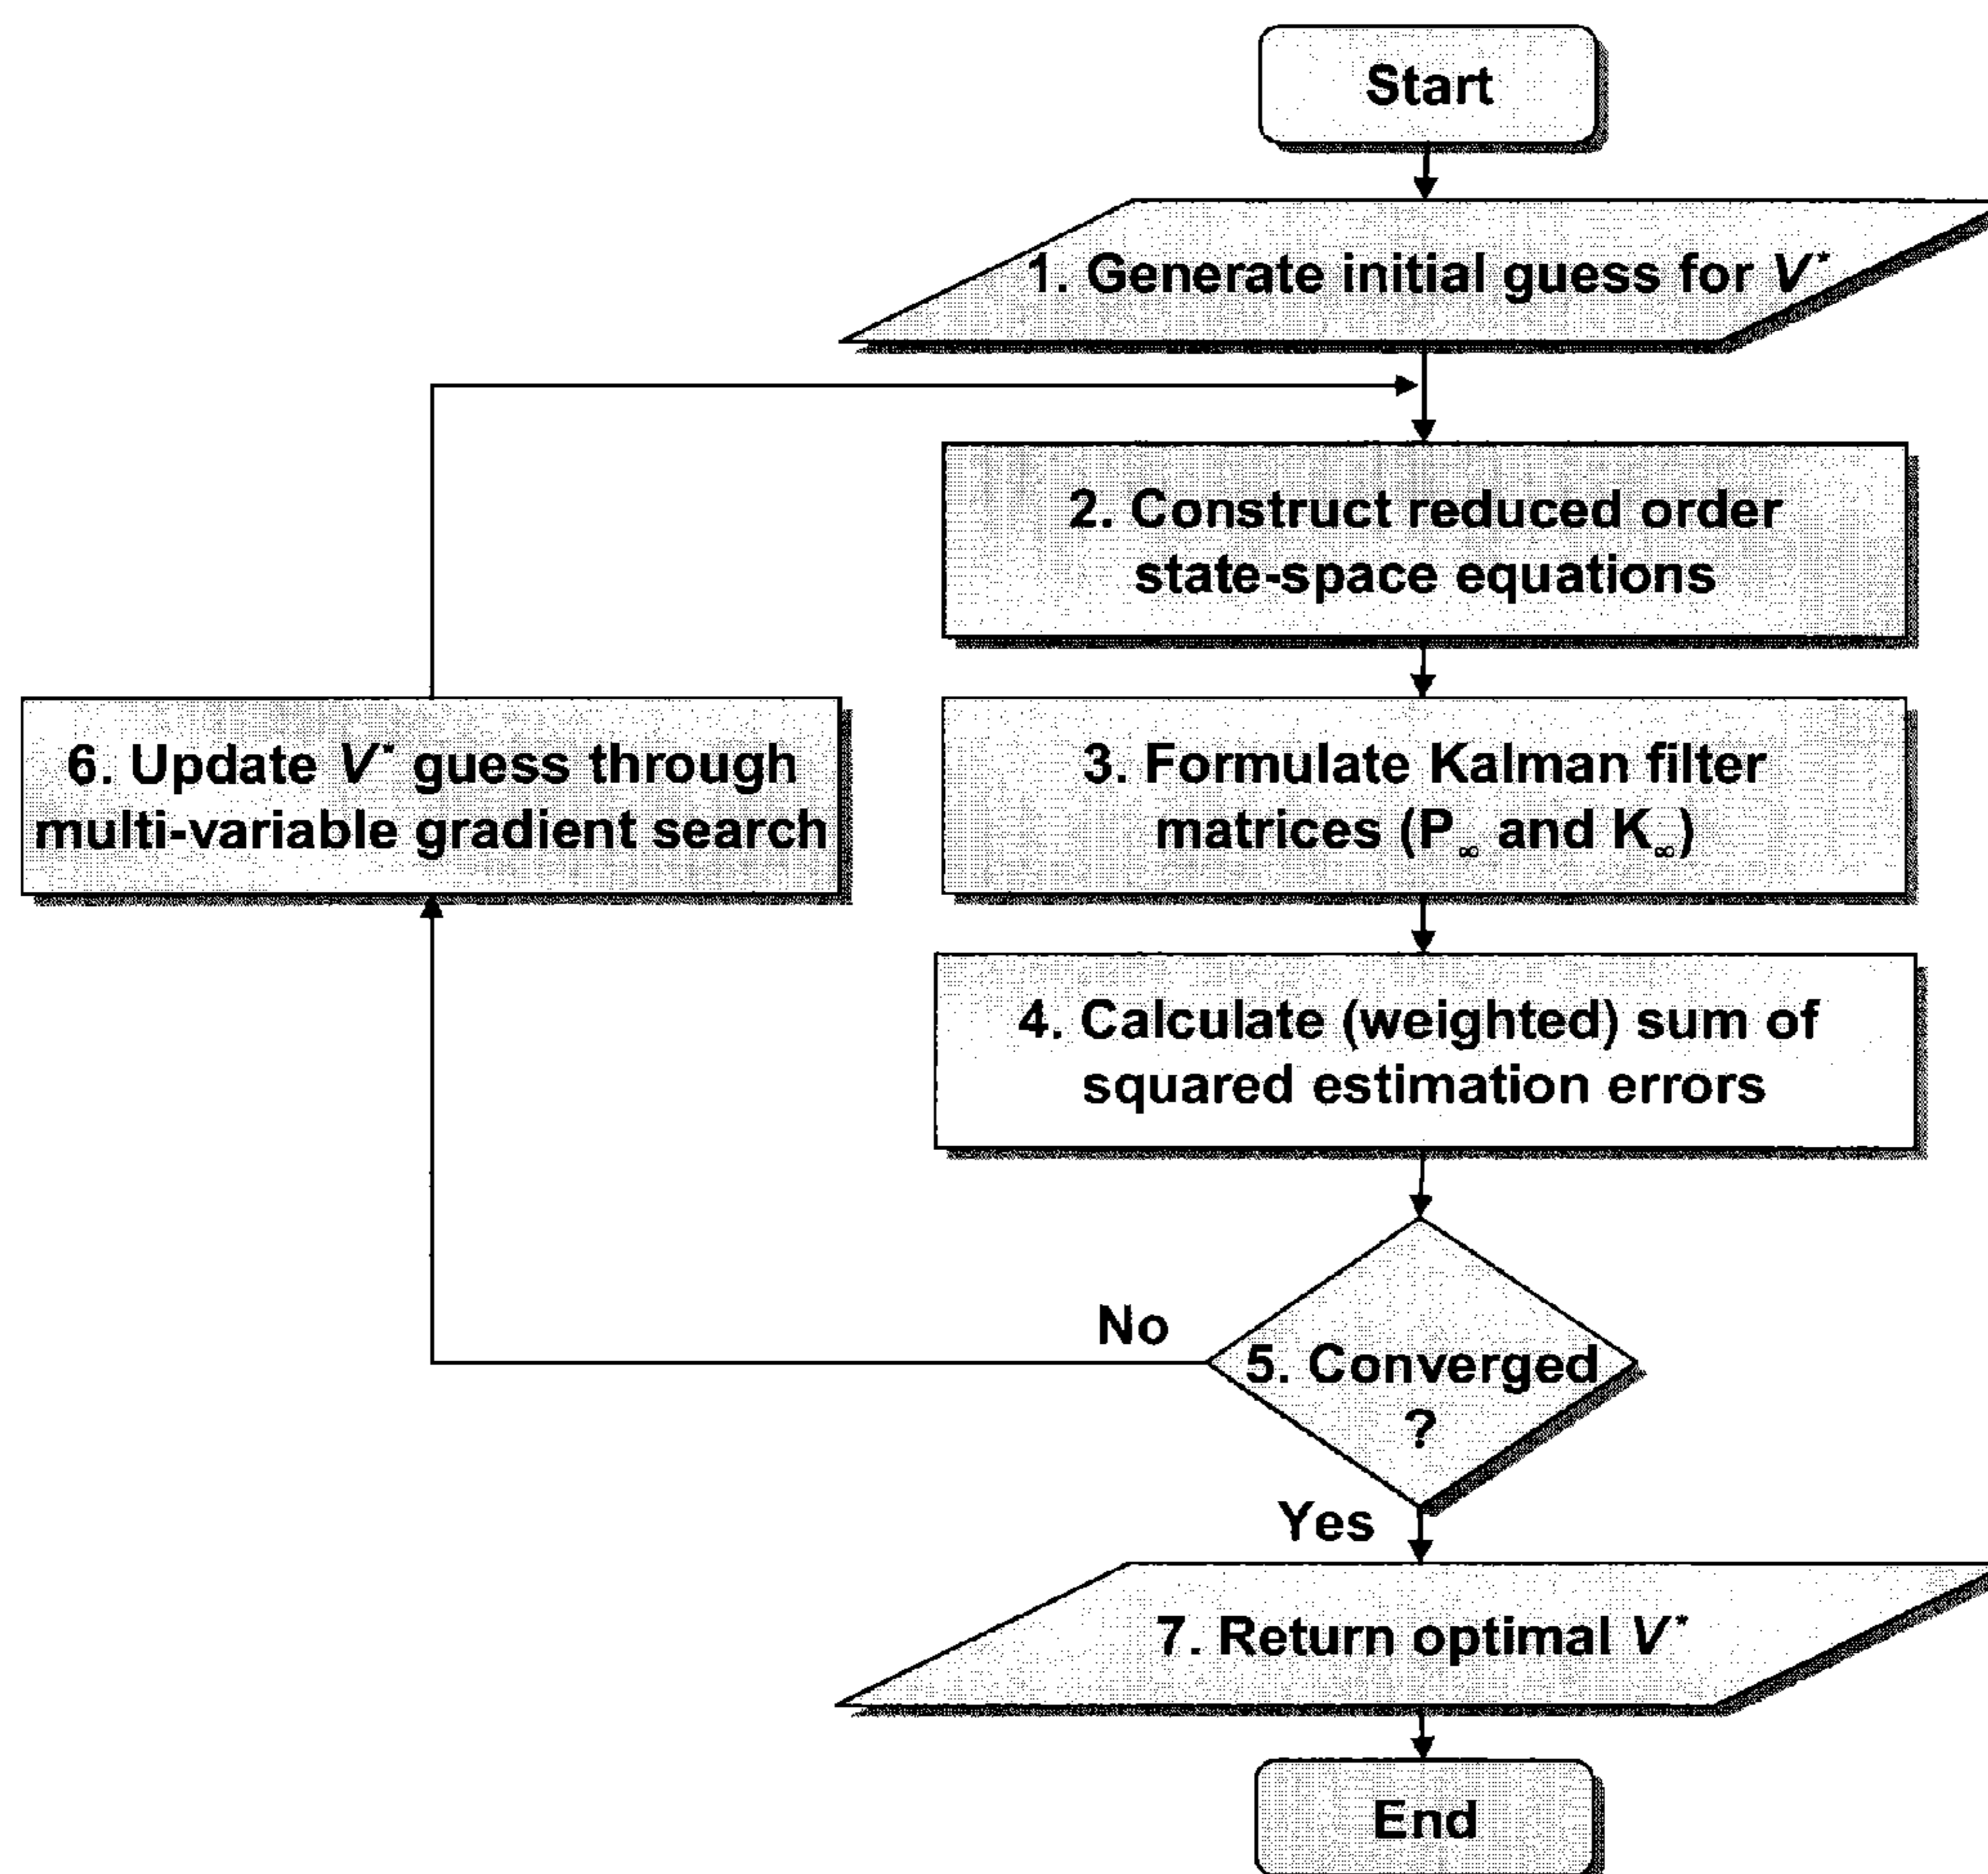 Start
1. Generate initial guess for V*
2. Construct reduced order
state-space equations
3. Formulate Kalman filter
matrices (P∞ and K∞)
4. Calculate (weighted) sum of
squared estimation errors
5. Converged
?
No
6. Update V* guess through
multi-variable gradient search
Yes
7. Return optimal V*
End